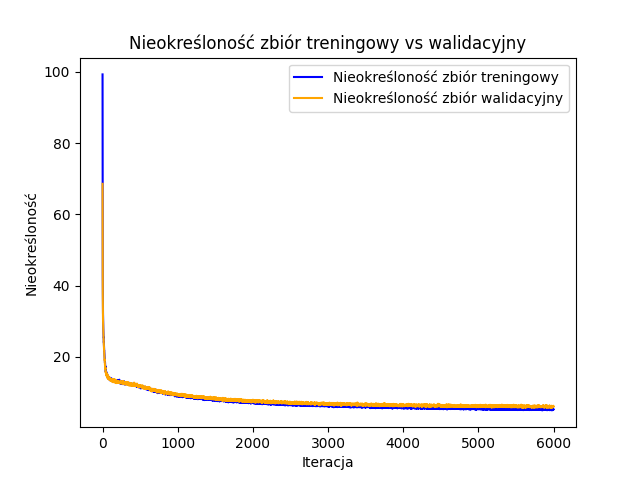 Nieokreśloność zbiór treningowy vs walidacyjny
Nieokreśloność zbiór treningowy
Nieokreśloność zbiór walidacyjny
Nieokreśloność
100
80
60
40
20
0 1000 2000 3000 4000 5000 6000
Iteracja